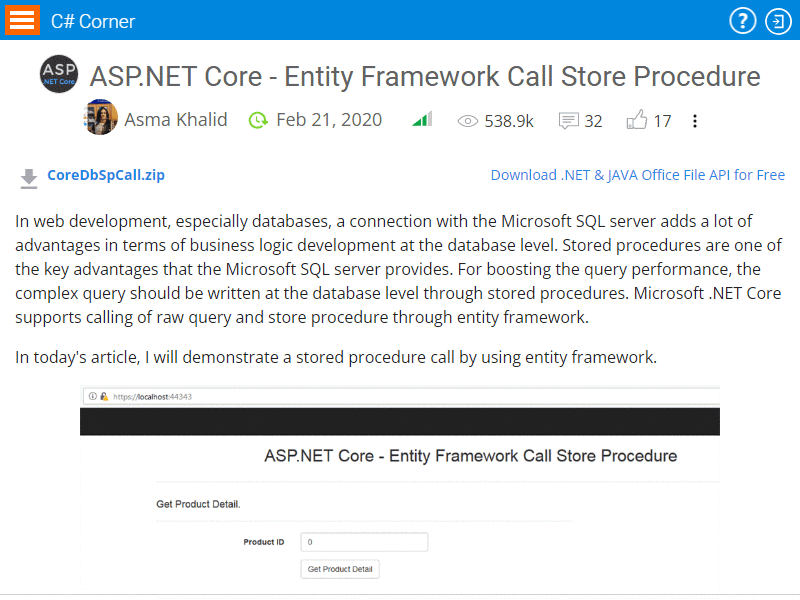 C# Corner
ASP
.NET Core
ASP.NET Core - Entity Framework Call Store Procedure
Asma Khalid Feb 21, 2020 538.9k 32 17
CoreDbSpCall.zip Download .NET & JAVA Office File API for Free
In web development, especially databases, a connection with the Microsoft SQL server adds a lot of
advantages in terms of business logic development at the database level. Stored procedures are one of
the key advantages that the Microsoft SQL server provides. For boosting the query performance, the
complex query should be written at the database level through stored procedures. Microsoft .NET Core
supports calling of raw query and store procedure through entity framework.
In today's article, I will demonstrate a stored procedure call by using entity framework.
https://localhost:44343
ASP.NET Core - Entity Framework Call Store Procedure
Get Product Detail.
Product ID 0
Get Product Detail